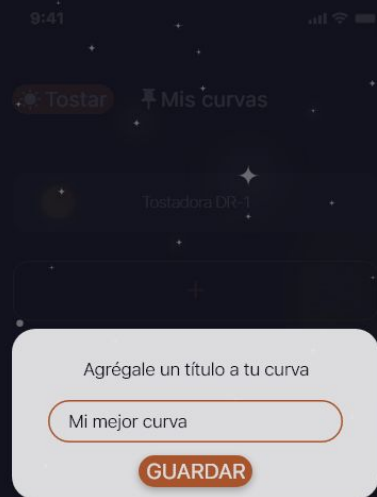 9:41
Tostar
Mis curvas
Tostadora DR-1
+
Agrégale un título a tu curva
Mi mejor curva
GUARDAR